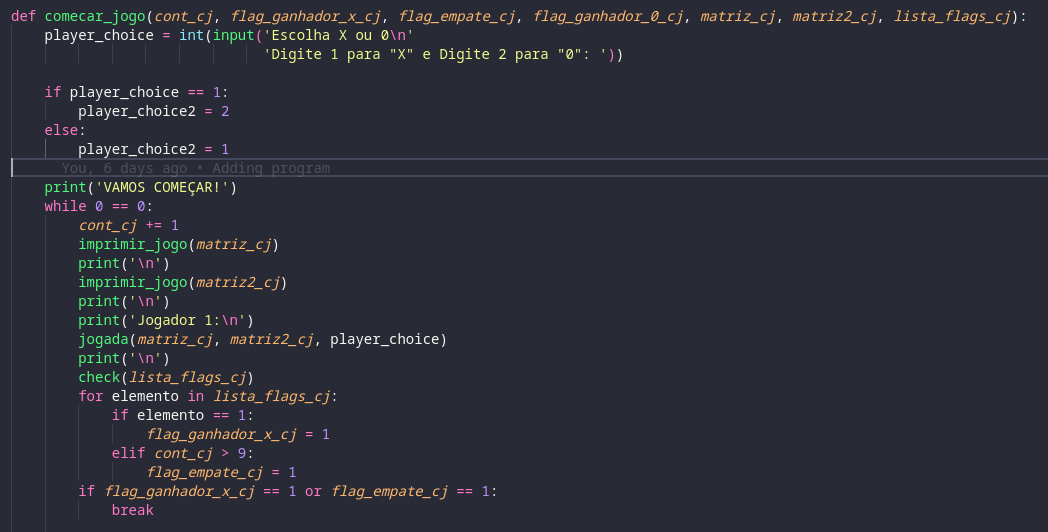 def comecar_jogo(cont_cj, flag_ganhador_x_cj, flag_empate_cj, flag_ganhador_0_cj, matriz_cj, matriz2_cj, lista_flags_cj):
    player_choice = int(input('Escolha X ou 0\n'
                              'Digite 1 para "X" e Digite 2 para "0": '))

    if player_choice == 1:
        player_choice2 = 2
    else:
        player_choice2 = 1
      You, 6 days ago • Adding program
    print('VAMOS COMEÇAR!')
    while 0 == 0:
        cont_cj += 1
        imprimir_jogo(matriz_cj)
        print('\n')
        imprimir_jogo(matriz2_cj)
        print('\n')
        print('Jogador 1:\n')
        jogada(matriz_cj, matriz2_cj, player_choice)
        print('\n')
        check(lista_flags_cj)
        for elemento in lista_flags_cj:
            if elemento == 1:
                flag_ganhador_x_cj = 1
            elif cont_cj > 9:
                flag_empate_cj = 1
        if flag_ganhador_x_cj == 1 or flag_empate_cj == 1:
            break